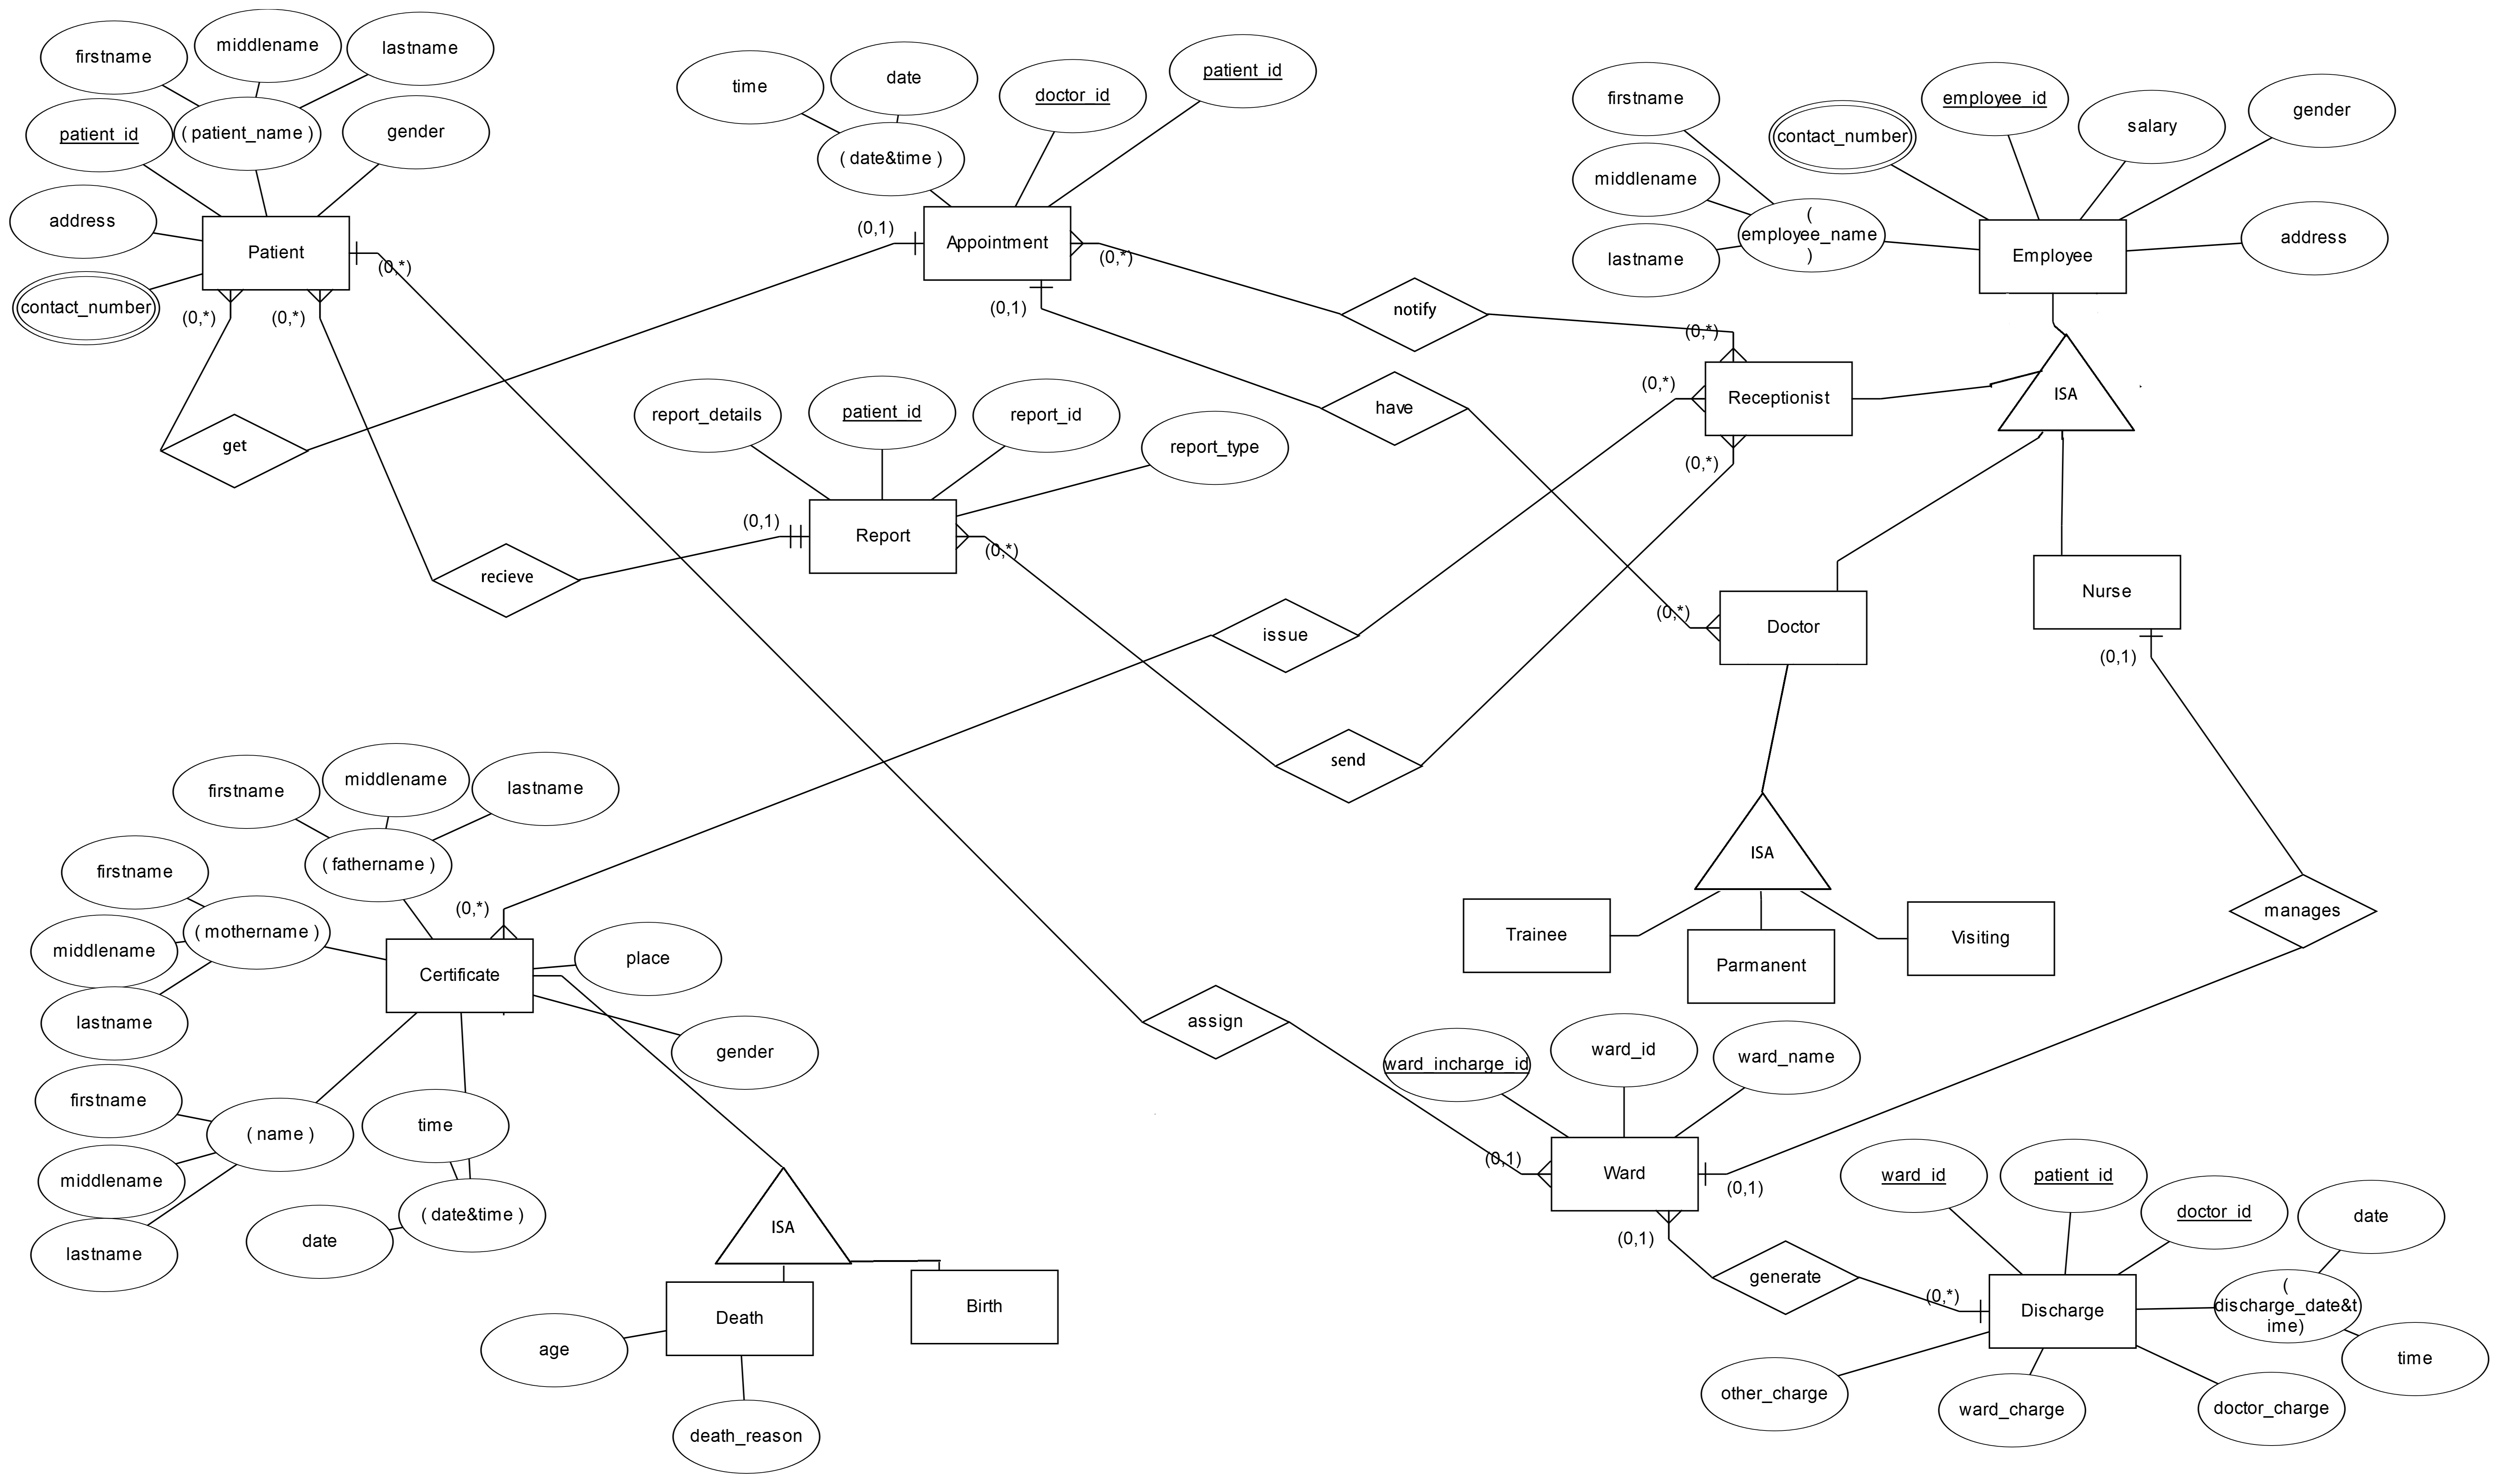 firstname
middlename
lastname
patient_id
( patient_name )
gender
address
Patient
contact_number
(0,*)
(0,*)
(0,*)
get
recieve
time
date
doctor_id
patient_id
( date&time )
(0,1)
Appointment
(0,*)
(0,1)
notify
have
report_details
patient_id
report_id
report_type
(0,1)
Report
(0,*)
issue
send
firstname
contact_number
employee_id
salary
gender
middlename
(
employee_name
)
lastname
Employee
address
(0,*)
(0,*)
Receptionist
(0,*)
ISA
(0,*)
Doctor
Nurse
(0,1)
ISA
Trainee
Parmanent
Visiting
manages
firstname
middlename
lastname
( fathername )
firstname
( mothername )
middlename
lastname
(0,*)
Certificate
place
gender
firstname
( name )
middlename
lastname
time
date
( date&time )
ISA
Death
Birth
age
death_reason
assign
ward_incharge_id
ward_id
ward_name
(0,1)
Ward
(0,1)
(0,1)
generate
(0,*)
ward_id
patient_id
doctor_id
date
(
discharge_date&t
ime)
Discharge
time
other_charge
ward_charge
doctor_charge